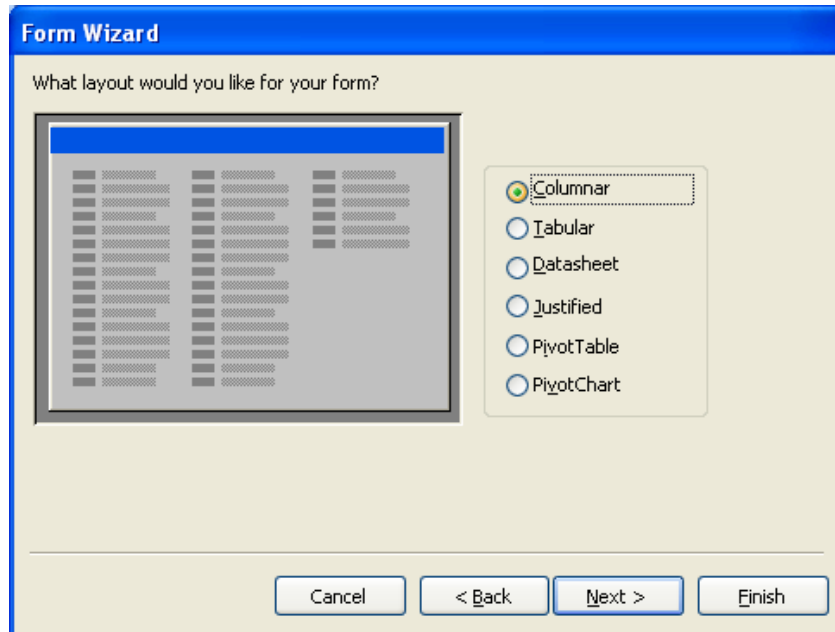 Form Wizard
What layout would you like for your form?
Columnar
Tabular
Datasheet
Justified
PivotTable
PivotChart
Cancel
< Back
Next >
Finish